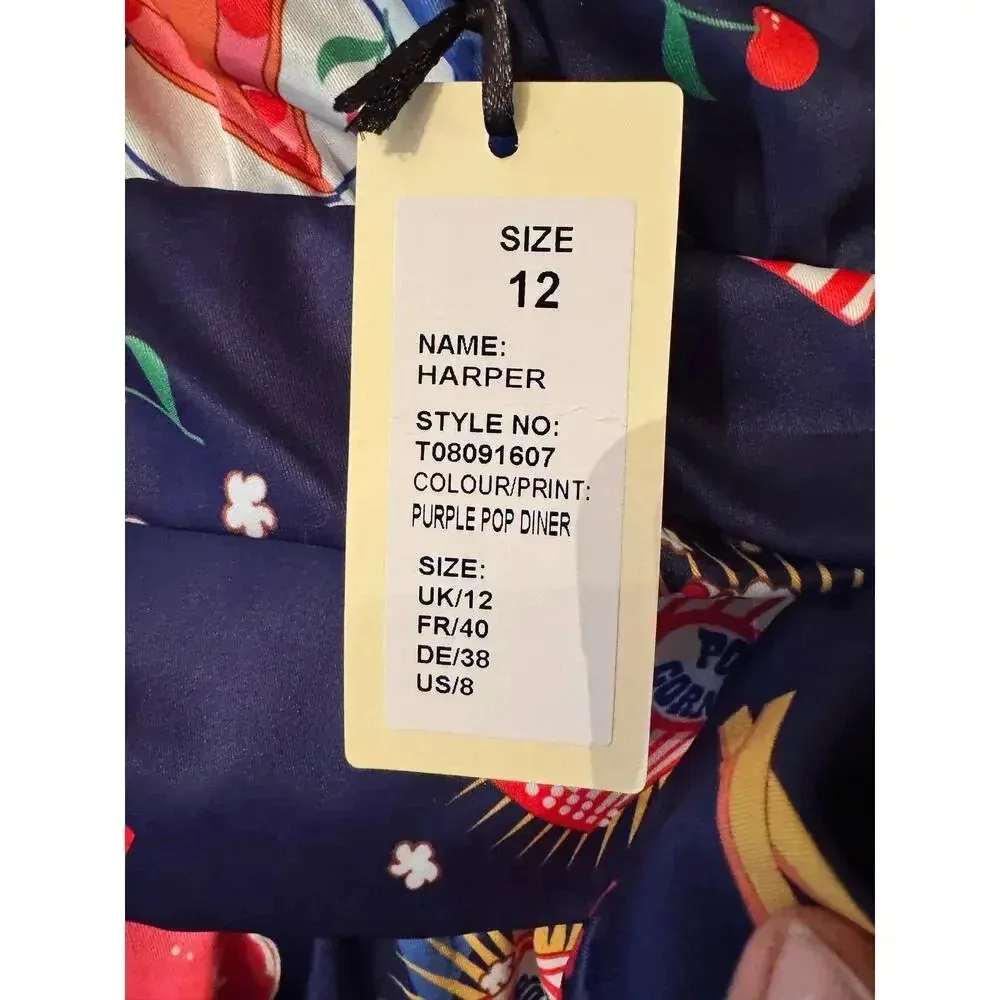 SIZE
12
NAME:
HARPER
STYLE NO:
T08091607
COLOUR/PRINT:
PURPLE POP DINER
SIZE:
UK/12
FR/40
DE/38
US/8
CORN